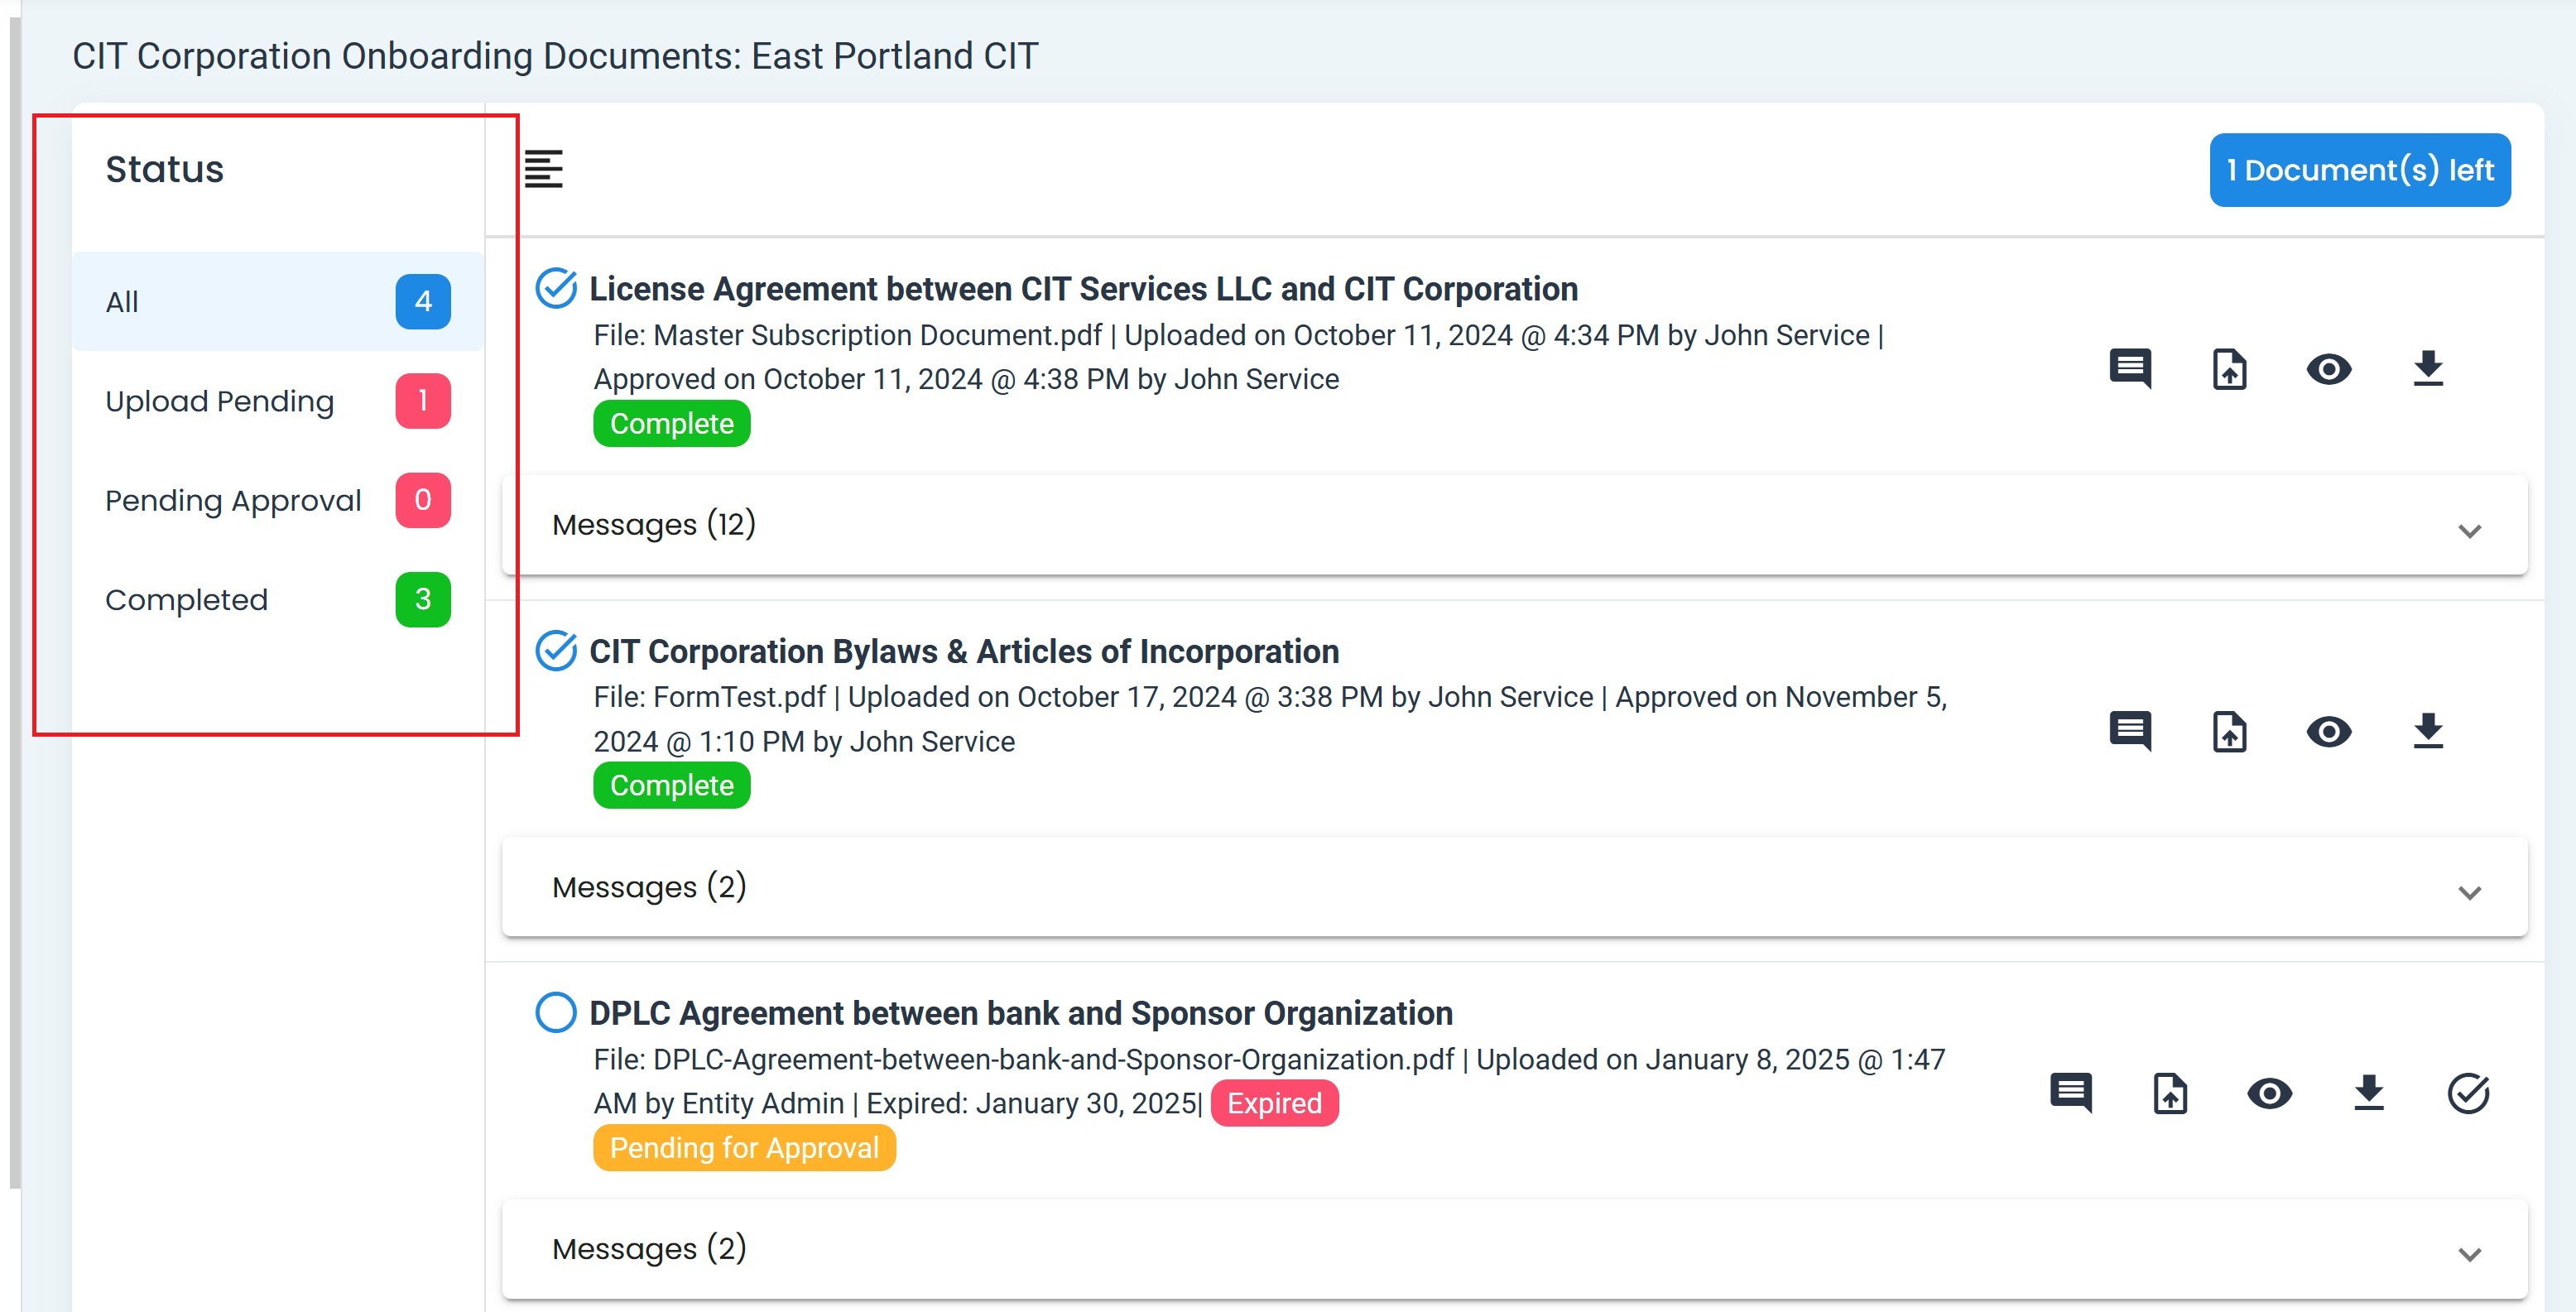 CIT Corporation Onboarding Documents: East Portland CIT
Status
All 4
Upload Pending 1
Pending Approval 0
Completed 3
1 Document(s) left
License Agreement between CIT Services LLC and CIT Corporation
File: Master Subscription Document.pdf | Uploaded on October 11, 2024 @ 4:34 PM by John Service |
Approved on October 11, 2024 @ 4:38 PM by John Service
Complete
Messages (12)
CIT Corporation Bylaws & Articles of Incorporation
File: FormTest.pdf | Uploaded on October 17, 2024 @ 3:38 PM by John Service | Approved on November 5,
2024 @ 1:10 PM by John Service
Complete
Messages (2)
DPLC Agreement between bank and Sponsor Organization
File: DPLC-Agreement-between-bank-and-Sponsor-Organization.pdf | Uploaded on January 8, 2025 @ 1:47
AM by Entity Admin | Expired: January 30, 2025| Expired
Pending for Approval
Messages (2)